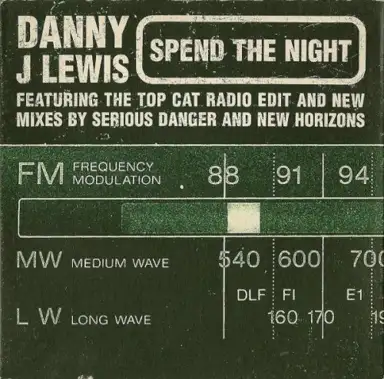 DANNY
J LEWIS
SPEND THE NIGHT
FEATURING THE TOP CAT RADIO EDIT AND NEW
MIXES BY SERIOUS DANGER AND NEW HORIZONS
FM FREQUENCY
MODULATION 88 91 94
MW MEDIUM WAVE 540 600 700
DLF FI E1
LW LONG WAVE 160 170 19